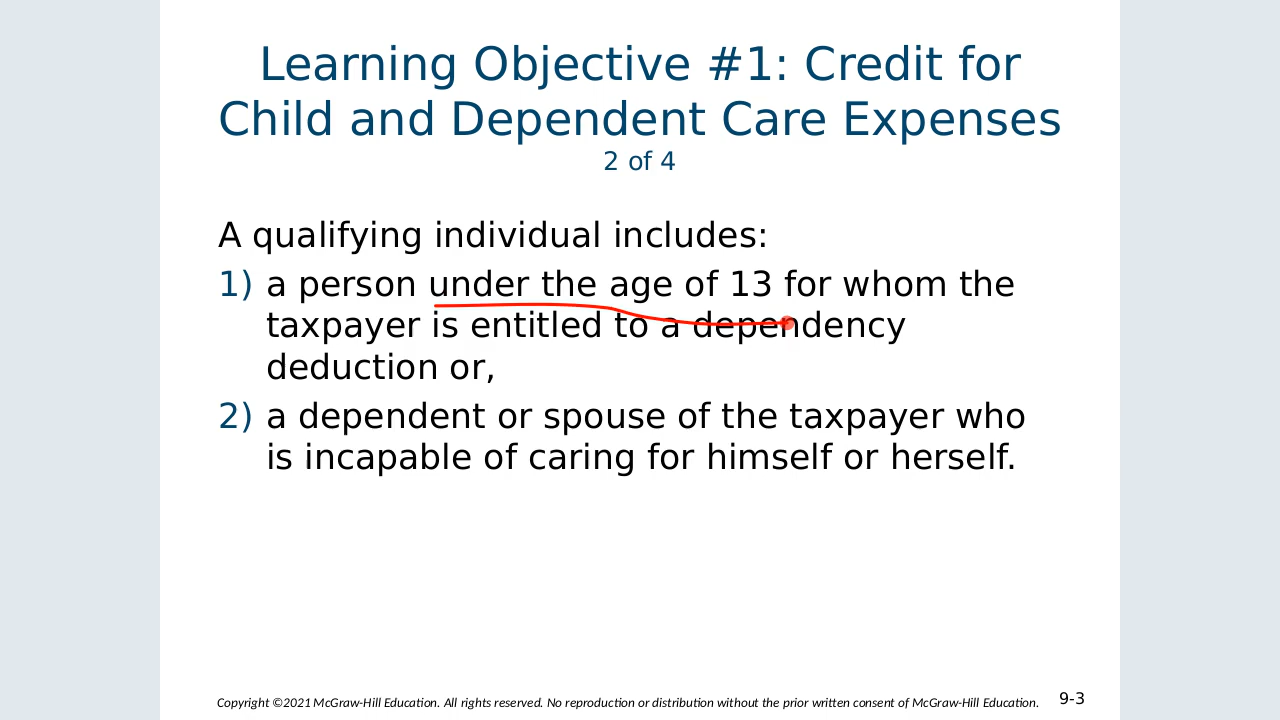 Learning Objective #1: Credit for
Child and Dependent Care Expenses
2 of 4
A qualifying individual includes:
1) a person under the age of 13 for whom the
taxpayer is entitled to a dependency
deduction or,
2) a dependent or spouse of the taxpayer who
is incapable of caring for himself or herself.
Copyright ©2021 McGraw-Hill Education. All rights reserved. No reproduction or distribution without the prior written consent of McGraw-Hill Education.
9-3